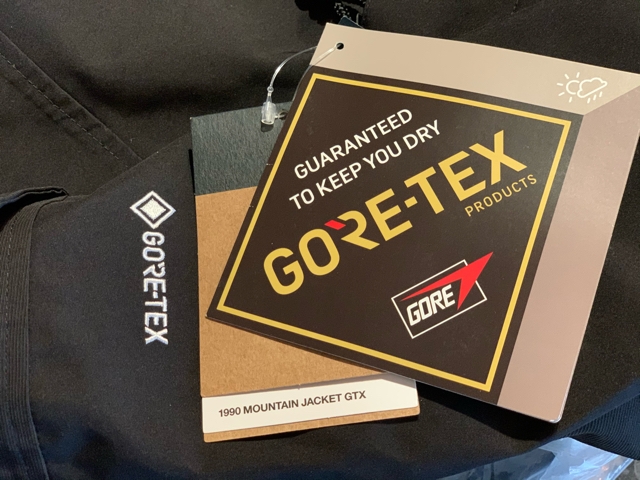 GUARANTEED
TO KEEP YOU DRY
GORE-TEX
PRODUCTS
GORE
GORE-TEX
1990 MOUNTAIN JACKET GTX